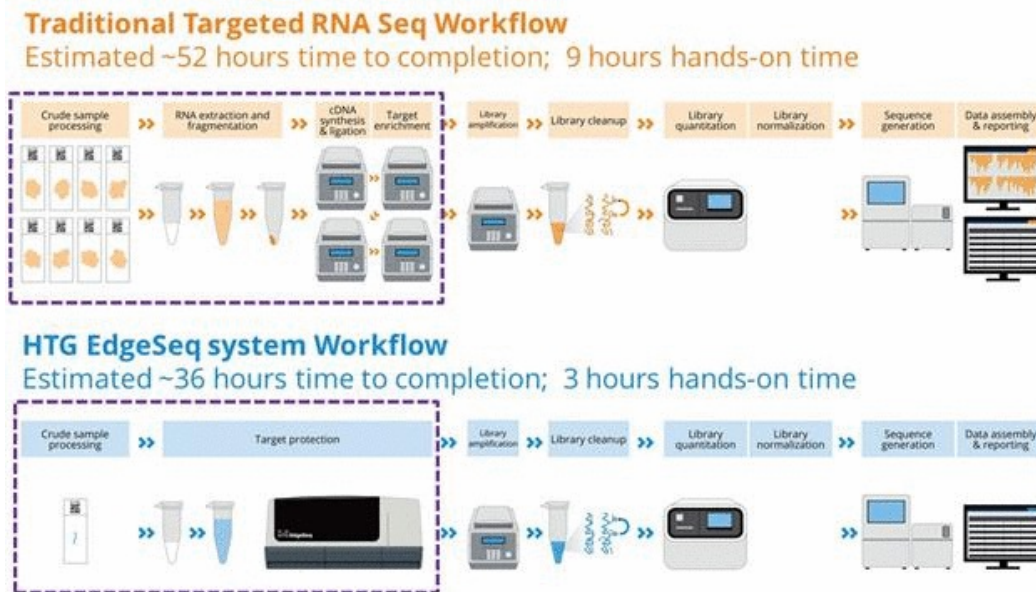 Traditional Targeted RNA Seq Workflow
Estimated ~52 hours time to completion; 9 hours hands-on time
Crude sample
processing
RNA extraction and
fragmentation
cDNA
synthesis
& ligation
Target
enrichment
Library
amplification
Library cleanup
Library
quantitation
Library
normalization
Sequence
generation
Data assembly
& reporting
HTG EdgeSeq system Workflow
Estimated ~36 hours time to completion; 3 hours hands-on time
Crude sample
processing
Target protection
Library
amplification
Library cleanup
Library
quantitation
Library
normalization
Sequence
generation
Data assembly
& reporting